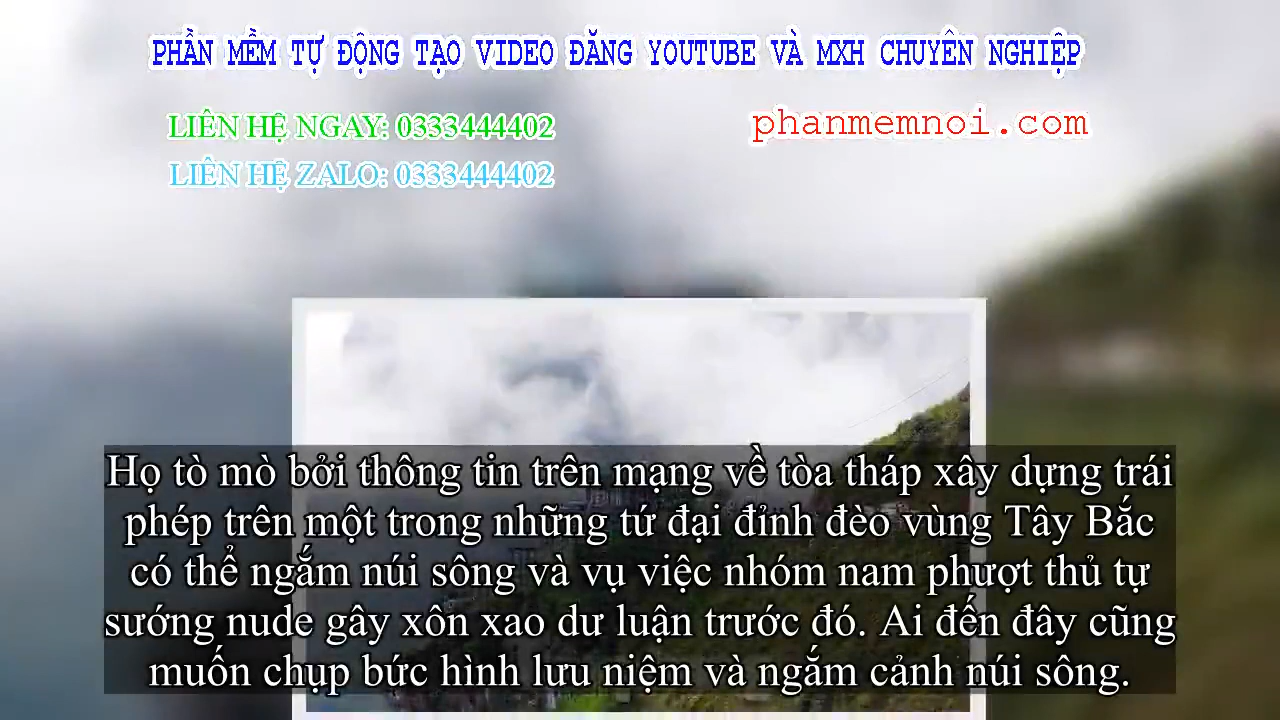 PHẦN MỀM TỰ ĐỘNG TẠO VIDEO ĐĂNG YOUTUBE VÀ MXH CHUYÊN NGHIỆP
LIÊN HỆ NGAY: 0333444402
phanmemnoi.com
LIÊN HỆ ZALO: 0333444402
Họ tò mò bởi thông tin trên mạng về tòa tháp xây dựng trái
phép trên một trong những tứ đại đỉnh đèo vùng Tây Bắc
có thể ngắm núi sông và vụ việc nhóm nam phượt thủ tự
sướng nude gây xôn xao dư luận trước đó. Ai đến đây cũng
muốn chụp bức hình lưu niệm và ngắm cảnh núi sông.